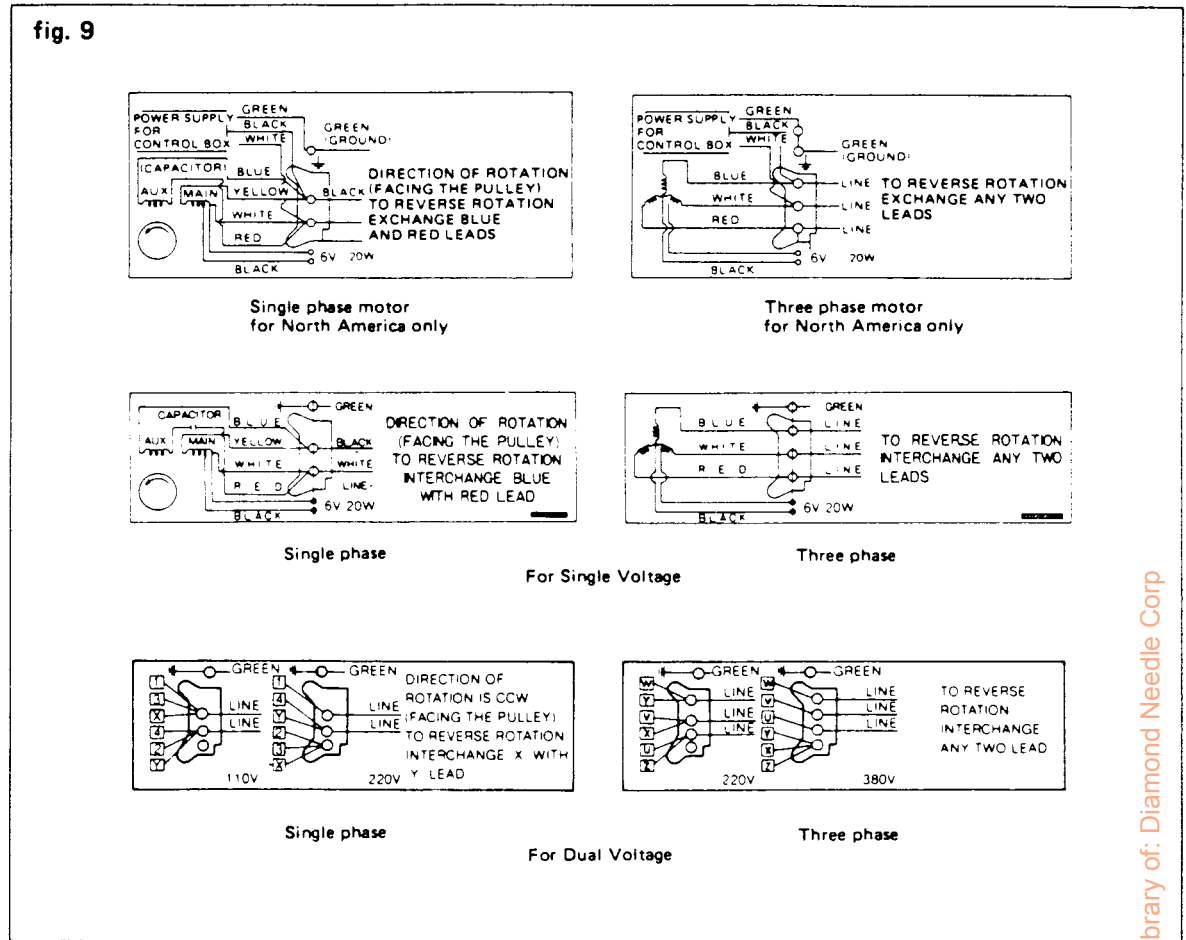 fig. 9
POWER SUPPLY
FOR
CONTROL BOX
GREEN
BLACK
WHITE
GREEN
(GROUND)
(CAPACITOR)
AUX
MAIN
BLUE
YELLOW
WHITE
RED
BLACK
BLACK
6V 20W
DIRECTION OF ROTATION
(FACING THE PULLEY)
TO REVERSE ROTATION
EXCHANGE BLUE
AND RED LEADS
Single phase motor
for North America only
POWER SUPPLY
FOR
CONTROL BOX
GREEN
BLACK
WHITE
GREEN
(GROUND)
BLUE
WHITE
RED
BLACK
LINE
LINE
LINE
6V 20W
TO REVERSE ROTATION
EXCHANGE ANY TWO
LEADS
Three phase motor
for North America only
CAPACITOR
AUX
MAIN
BLUE
YELLOW
WHITE
RED
BLACK
GREEN
BLACK
WHITE
LINE
6V 20W
DIRECTION OF ROTATION
(FACING THE PULLEY)
TO REVERSE ROTATION
INTERCHANGE BLUE
WITH RED LEAD
Single phase
BLUE
WHITE
RED
BLACK
GREEN
LINE
LINE
LINE
6V 20W
TO REVERSE ROTATION
INTERCHANGE ANY TWO
LEADS
Three phase
For Single Voltage
GREEN
1
3
X
4
2
Y
LINE
LINE
110V
GREEN
1
4
Y
2
3
X
LINE
LINE
220V
DIRECTION OF
ROTATION IS CCW
(FACING THE PULLEY)
TO REVERSE ROTATION
INTERCHANGE X WITH
Y LEAD
Single phase
GREEN
W
Y
V
X
U
Z
LINE
LINE
LINE
220V
GREEN
W
V
U
Y
X
Z
LINE
LINE
LINE
380V
TO REVERSE
ROTATION
INTERCHANGE
ANY TWO LEAD
Three phase
For Dual Voltage
brary of: Diamond Needle Corp